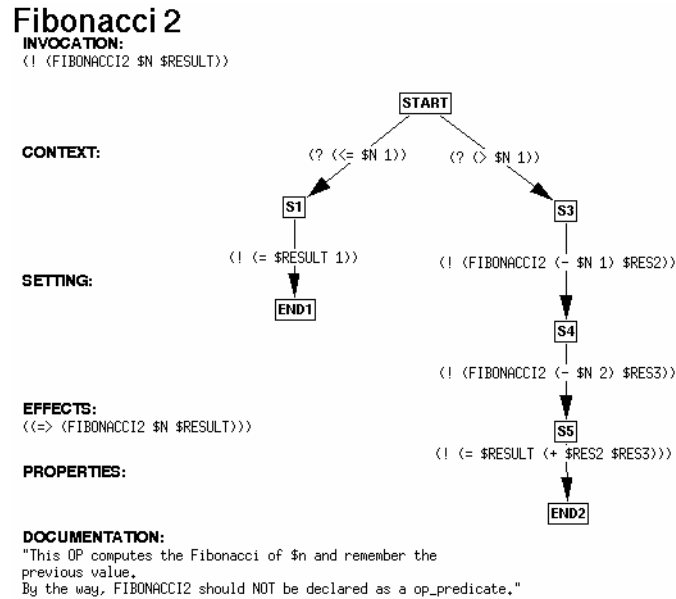 Fibonacci 2
INVOCATION:
(! (FIBONACCI2 $N $RESULT))
START
CONTEXT:
(? (<= $N 1))
(? (> $N 1))
S1
S3
(! (= $RESULT 1))
(! (FIBONACCI2 (- $N 1) $RES2))
SETTING:
END1
S4
(! (FIBONACCI2 (- $N 2) $RES3))
EFFECTS:
((=> (FIBONACCI2 $N $RESULT)))
S5
(! (= $RESULT (+ $RES2 $RES3)))
PROPERTIES:
END2
DOCUMENTATION:
"This OP computes the Fibonacci of $n and remember the
previous value.
By the way, FIBONACCI2 should NOT be declared as a op_predicate."